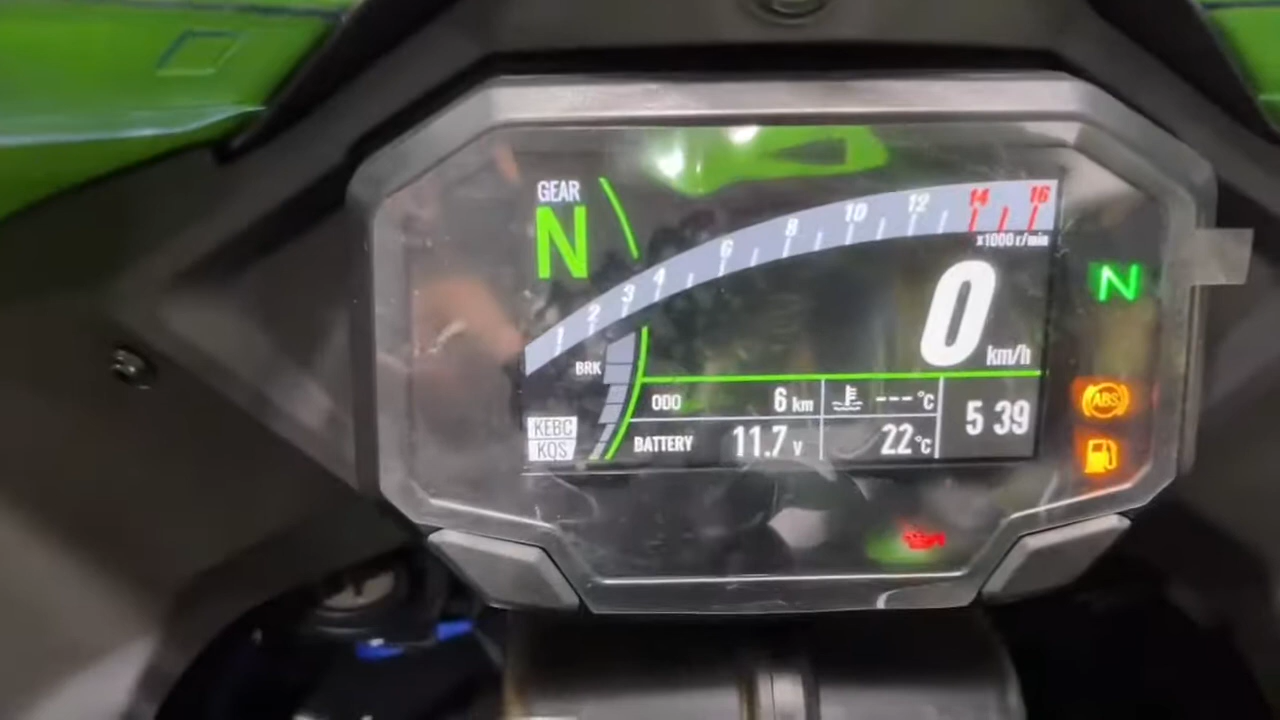 GEAR
N
1 2 3 4 6 8 10 12 14 16
x1000 r/min
0 km/h
N
BRK
ODO 6 km --- °C
5 39
ABS
KEBC
KQS
BATTERY 11.7 V 22 °C